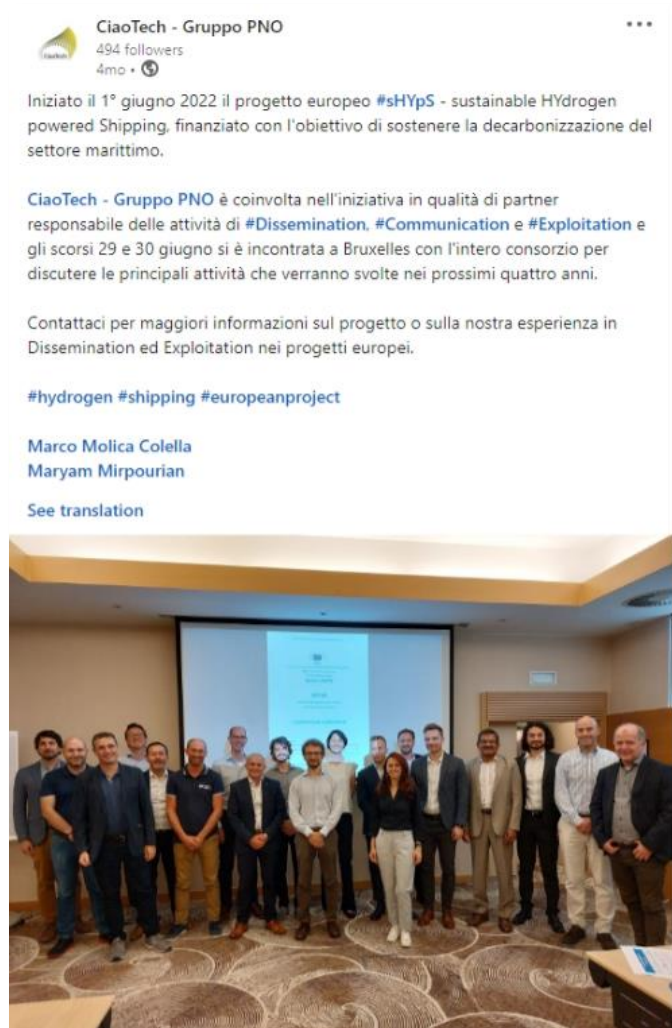 CiaoTech - Gruppo PNO
494 followers
4mo •
Iniziato il 1° giugno 2022 il progetto europeo #sHYpS - sustainable HYdrogen
powered Shipping, finanziato con l'obiettivo di sostenere la decarbonizzazione del
settore marittimo.
CiaoTech - Gruppo PNO è coinvolta nell'iniziativa in qualità di partner
responsabile delle attività di #Dissemination, #Communication e #Exploitation e
gli scorsi 29 e 30 giugno si è incontrata a Bruxelles con l'intero consorzio per
discutere le principali attività che verranno svolte nei prossimi quattro anni.
Contattaci per maggiori informazioni sul progetto o sulla nostra esperienza in
Dissemination ed Exploitation nei progetti europei.
#hydrogen #shipping #europeanproject
Marco Molica Colella
Maryam Mirpourian
See translation